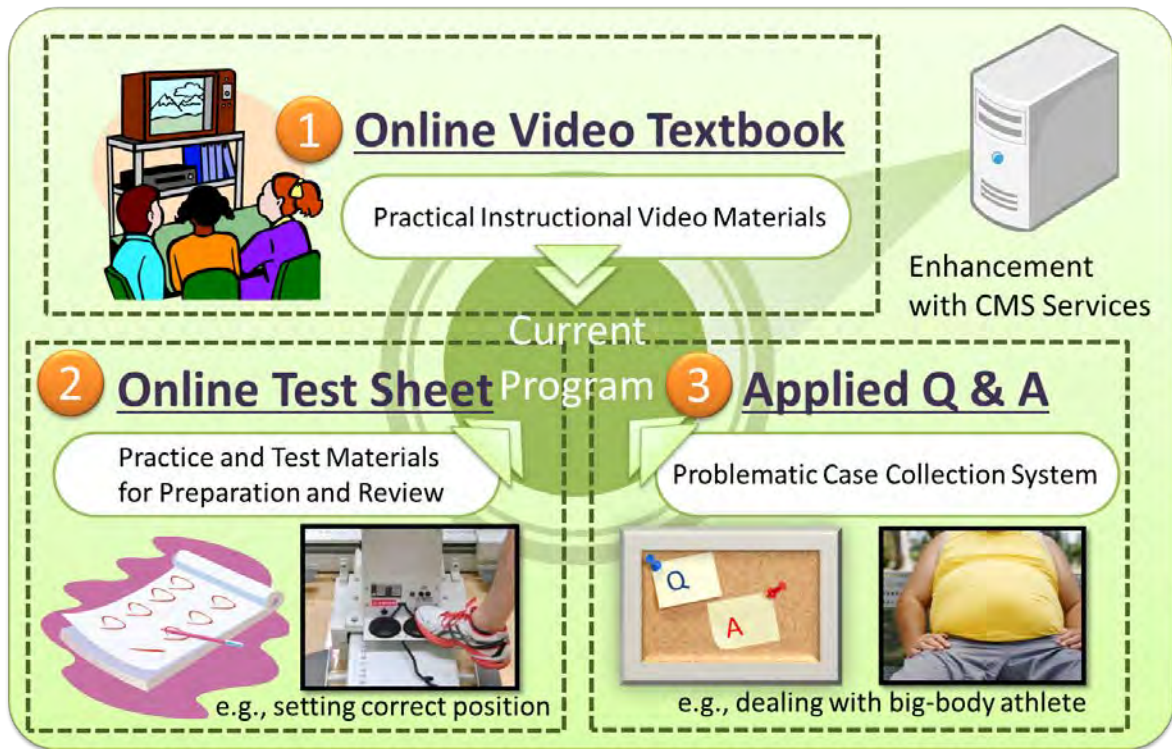 1 Online Video Textbook
Practical Instructional Video Materials
Enhancement
with CMS Services
Current
Program
2 Online Test Sheet
Practice and Test Materials
for Preparation and Review
e.g., setting correct position
3 Applied Q & A
Problematic Case Collection System
Q
A
e.g., dealing with big-body athlete